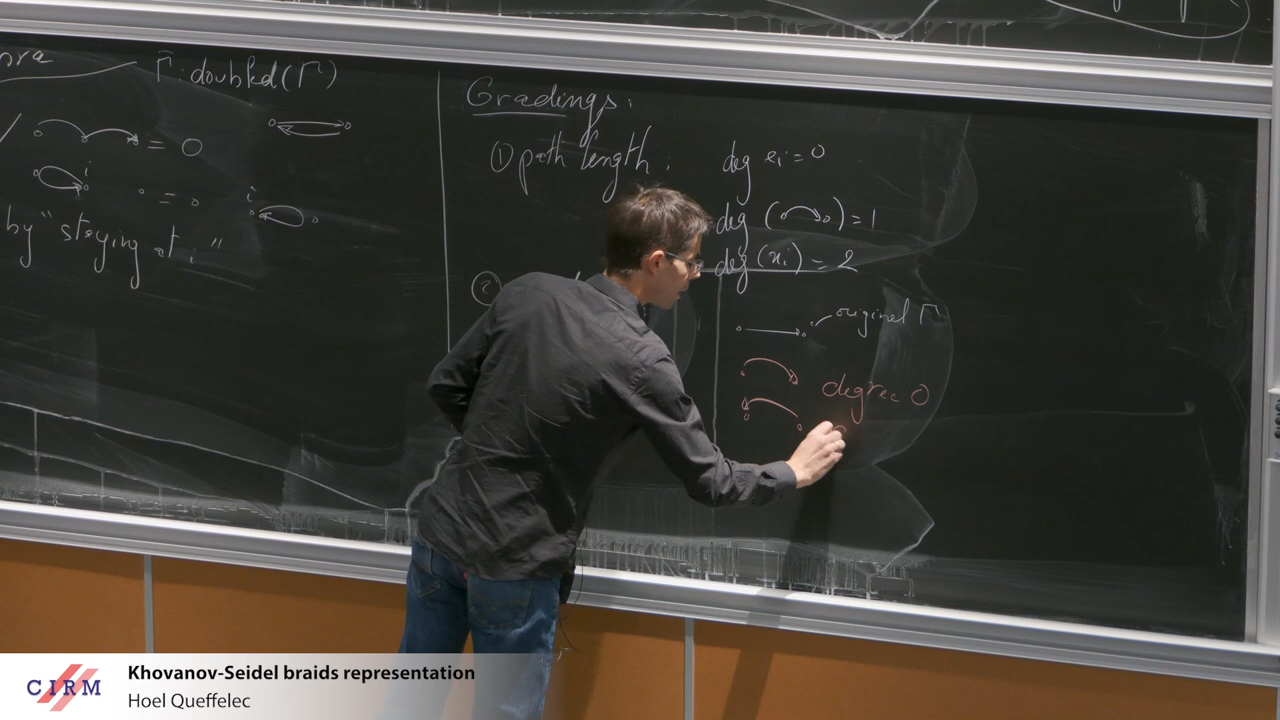 Γ̄: doubled(Γ)
= 0
i
∘ = ∘
i
by "staying at i"
Gradings:
① path length: deg eᵢ = 0
deg ( ) = 1
deg (xᵢ) = 2
②
original Γ
degree 0
CIRM
Khovanov-Seidel braids representation
Hoel Queffelec